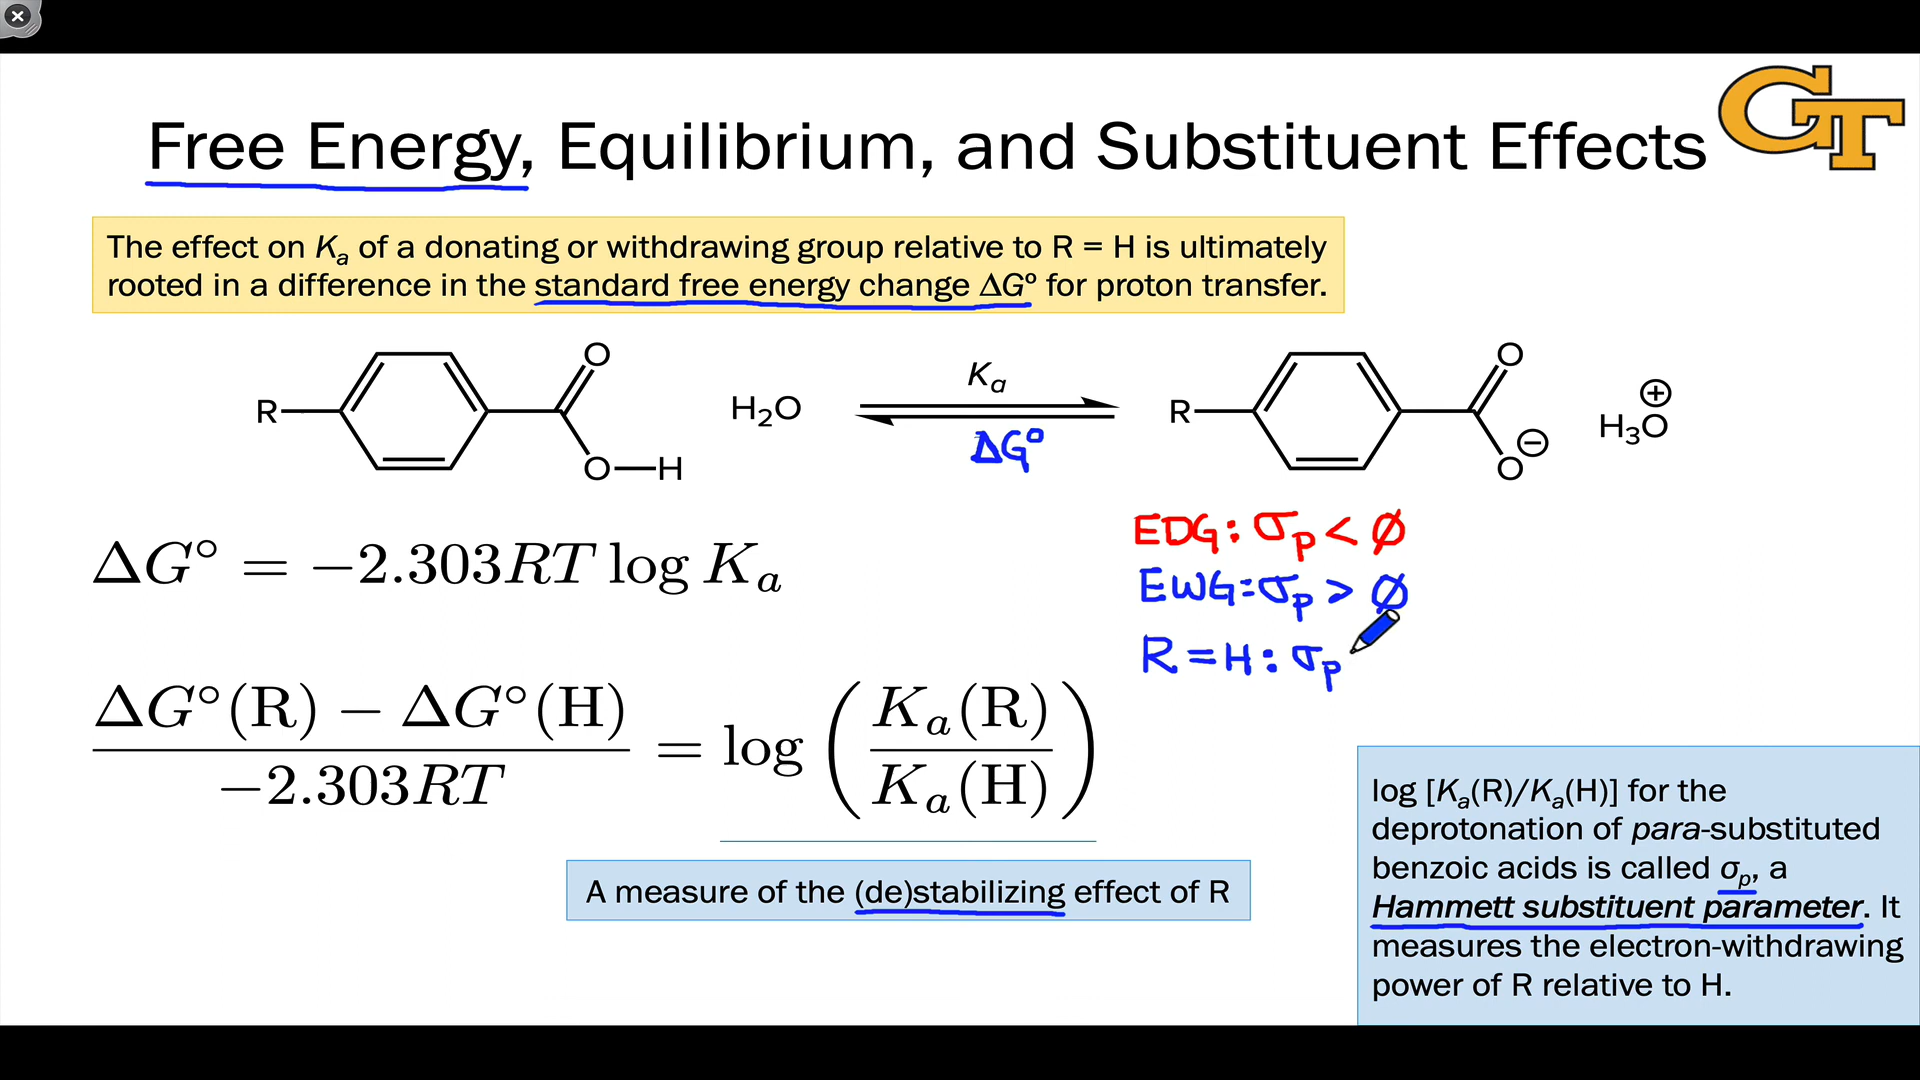 GT
Free Energy, Equilibrium, and Substituent Effects
The effect on Kₐ of a donating or withdrawing group relative to R = H is ultimately
rooted in a difference in the standard free energy change ΔG° for proton transfer.
R O O—H H₂O Kₐ ΔG° R O O⊖ H₃O⊕
EDG: σₚ < ∅
EWG: σₚ > ∅
R = H: σₚ
ΔG° = −2.303RT log Kₐ
ΔG°(R) − ΔG°(H) / −2.303RT = log (Kₐ(R) / Kₐ(H))
A measure of the (de)stabilizing effect of R
log [Kₐ(R)/Kₐ(H)] for the
deprotonation of para-substituted
benzoic acids is called σₚ, a
Hammett substituent parameter. It
measures the electron-withdrawing
power of R relative to H.